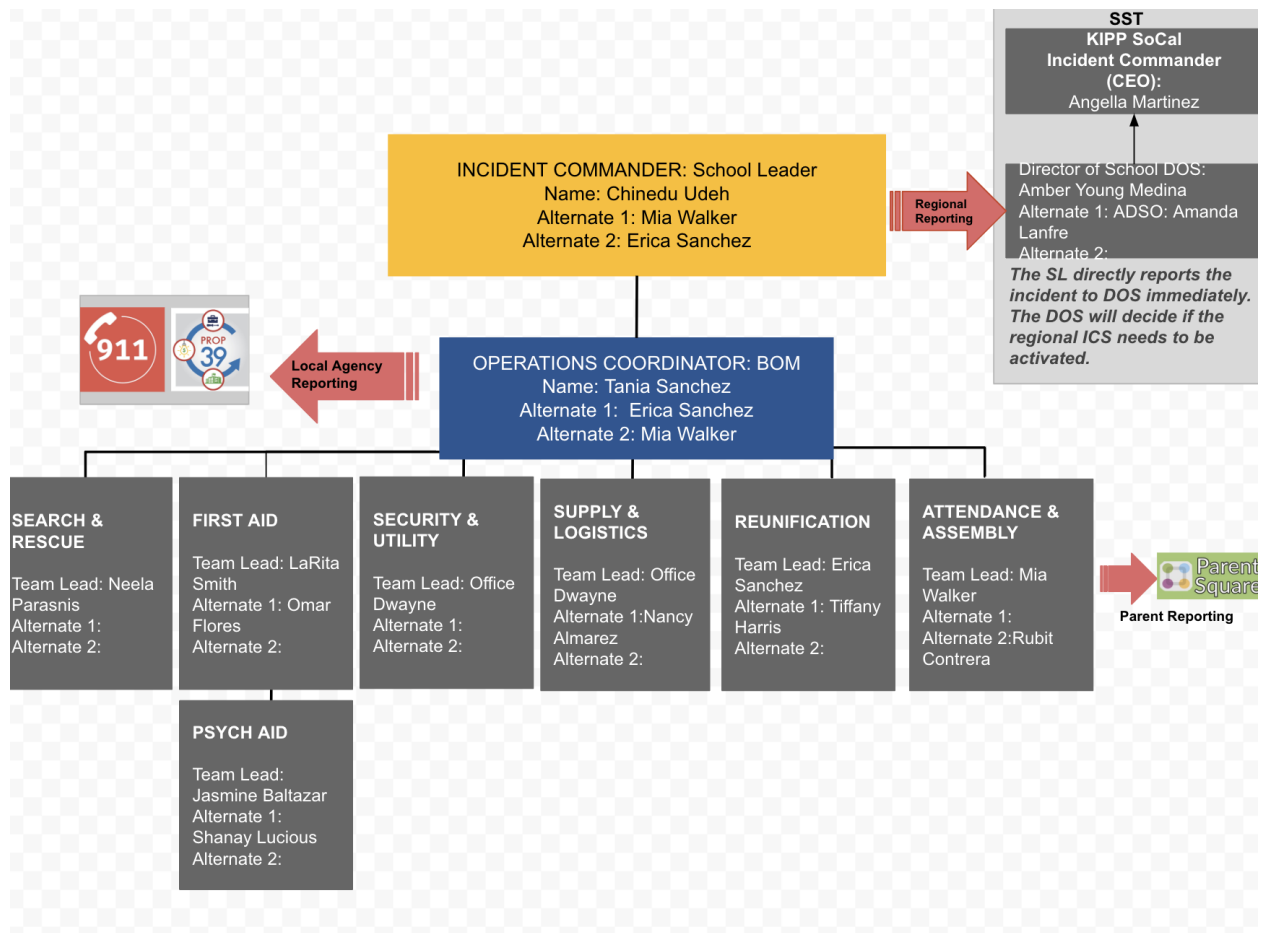 SST
KIPP SoCal
Incident Commander
(CEO):
Angella Martinez
INCIDENT COMMANDER: School Leader
Name: Chinedu Udeh
Alternate 1: Mia Walker
Alternate 2: Erica Sanchez
Regional
Reporting
Director of School DOS:
Amber Young Medina
Alternate 1: ADSO: Amanda
Lanfre
Alternate 2:
The SL directly reports the
incident to DOS immediately.
The DOS will decide if the
regional ICS needs to be
activated.
911
PROP
39
Local Agency
Reporting
OPERATIONS COORDINATOR: BOM
Name: Tania Sanchez
Alternate 1:  Erica Sanchez
Alternate 2: Mia Walker
SEARCH &
RESCUE
Team Lead: Neela
Parasnis
Alternate 1:
Alternate 2:
FIRST AID
Team Lead: LaRita
Smith
Alternate 1: Omar
Flores
Alternate 2:
SECURITY &
UTILITY
Team Lead: Office
Dwayne
Alternate 1:
Alternate 2:
SUPPLY &
LOGISTICS
Team Lead: Office
Dwayne
Alternate 1:Nancy
Almarez
Alternate 2:
REUNIFICATION
Team Lead: Erica
Sanchez
Alternate 1: Tiffany
Harris
Alternate 2:
ATTENDANCE &
ASSEMBLY
Team Lead: Mia
Walker
Alternate 1:
Alternate 2:Rubit
Contrera
Parent
Square
Parent Reporting
PSYCH AID
Team Lead:
Jasmine Baltazar
Alternate 1:
Shanay Lucious
Alternate 2: